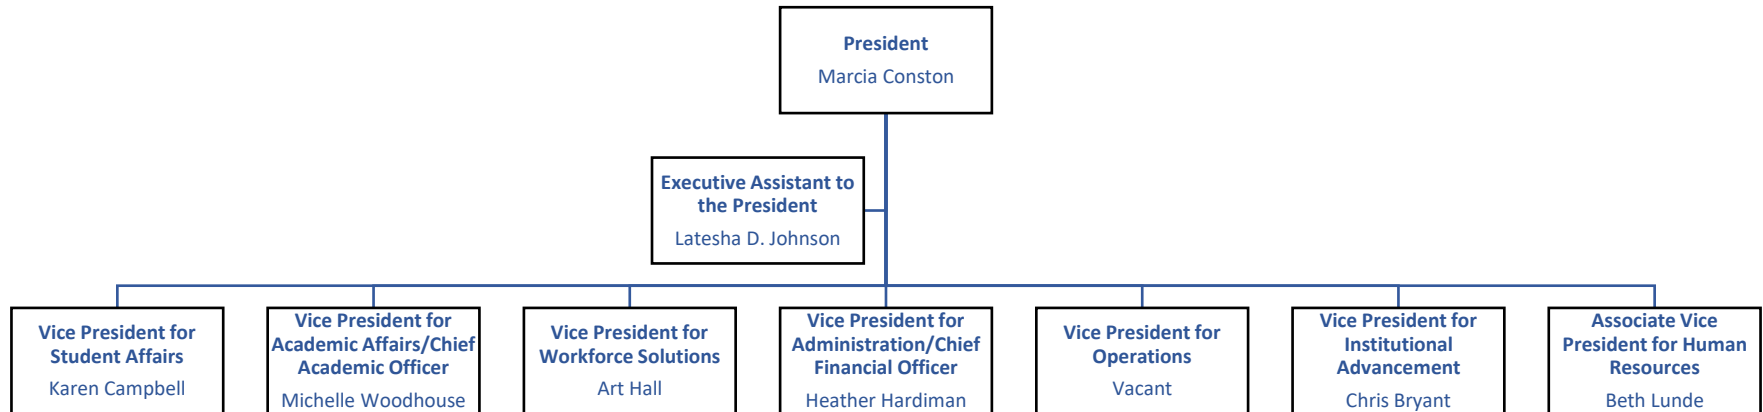 President
Marcia Conston
Executive Assistant to
the President
Latesha D. Johnson
Vice President for
Student Affairs
Karen Campbell
Vice President for
Academic Affairs/Chief
Academic Officer
Michelle Woodhouse
Vice President for
Workforce Solutions
Art Hall
Vice President for
Administration/Chief
Financial Officer
Heather Hardiman
Vice President for
Operations
Vacant
Vice President for
Institutional
Advancement
Chris Bryant
Associate Vice
President for Human
Resources
Beth Lunde